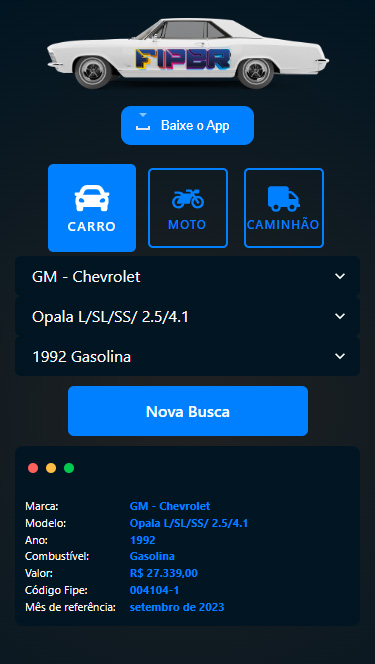 FIPBR
Baixe o App
CARRO
MOTO
CAMINHÃO
GM - Chevrolet
Opala L/SL/SS/ 2.5/4.1
1992 Gasolina
Nova Busca
Marca: GM - Chevrolet
Modelo: Opala L/SL/SS/ 2.5/4.1
Ano: 1992
Combustível: Gasolina
Valor: R$ 27.339,00
Código Fipe: 004104-1
Mês de referência: setembro de 2023